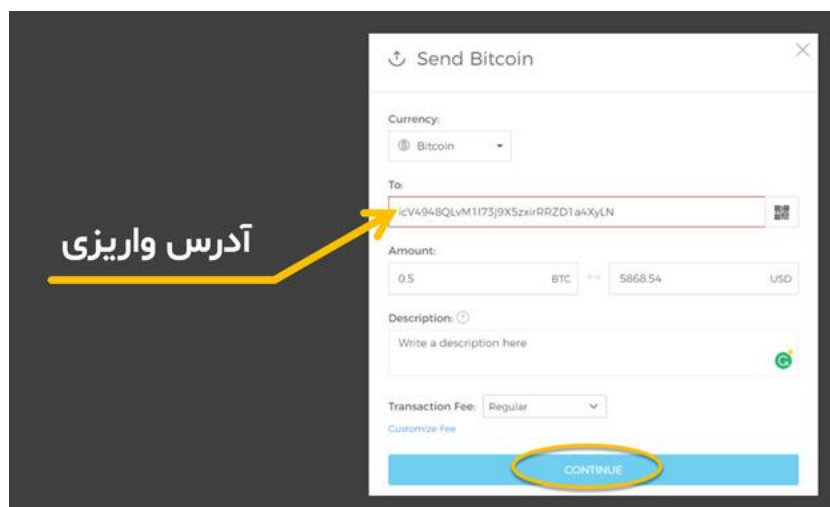 Send Bitcoin
Currency:
Bitcoin
To:
icV4948QLvM1f73j9X5zxirRRZD1a4XyLN
آدرس واریزی
Amount:
0.5 BTC 5868.54 USD
Description:
Write a description here
Transaction Fee: Regular
Customize Fee
CONTINUE